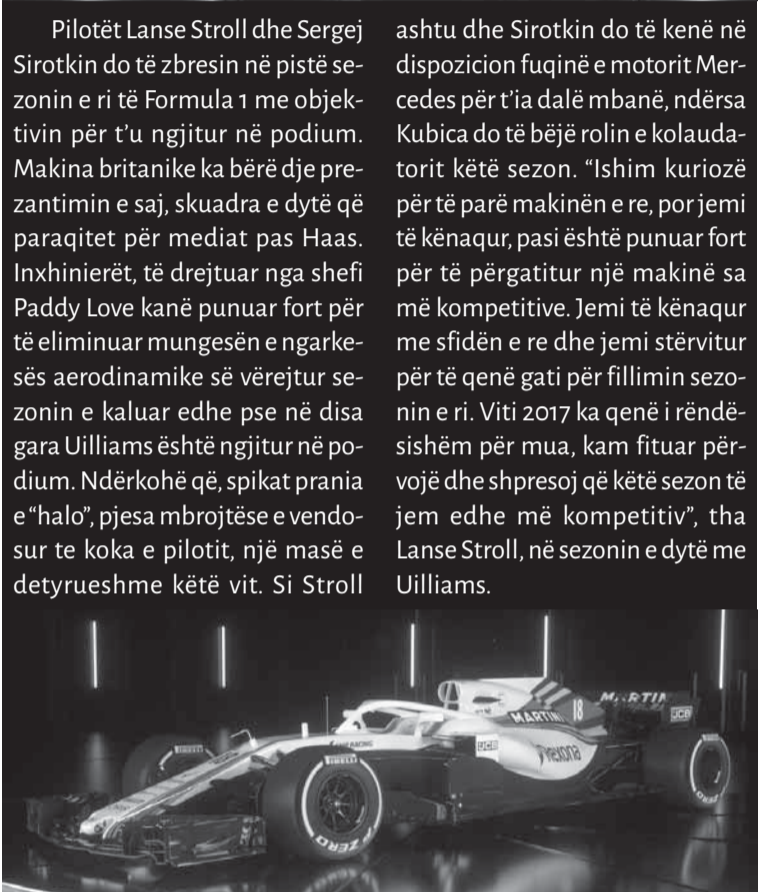 Pilotët Lanse Stroll dhe Sergej
Sirotkin do të zbresin në pistë se-
zonin e ri të Formula 1 me objek-
tivin për t’u ngjitur në podium.
Makina britanike ka bërë dje pre-
zantimin e saj, skuadra e dytë që
paraqitet për mediat pas Haas.
Inxhinierët, të drejtuar nga shefi
Paddy Love kanë punuar fort për
të eliminuar mungesën e ngarke-
sës aerodinamike së vërejtur se-
zonin e kaluar edhe pse në disa
gara Uilliams është ngjitur në po-
dium. Ndërkohë që, spikat prania
e “halo”, pjesa mbrojtëse e vendo-
sur te koka e pilotit, një masë e
detyrueshme këtë vit. Si Stroll
ashtu dhe Sirotkin do të kenë në
dispozicion fuqinë e motorit Mer-
cedes për t’ia dalë mbanë, ndërsa
Kubica do të bëjë rolin e kolauda-
torit këtë sezon. “Ishim kuriozë
për të parë makinën e re, por jemi
të kënaqur, pasi është punuar fort
për të përgatitur një makinë sa
më kompetitive. Jemi të kënaqur
me sfidën e re dhe jemi stërvitur
për të qenë gati për fillimin sezo-
nin e ri. Viti 2017 ka qenë i rëndë-
sishëm për mua, kam fituar për-
vojë dhe shpresoj që këtë sezon të
jem edhe më kompetitiv”, tha
Lanse Stroll, në sezonin e dytë me
Uilliams.
MARTINI
18
MARTINI
JCB
RACING
JCB
Rexona
PIRELLI
PIRELLI
P ZERO
ZERO